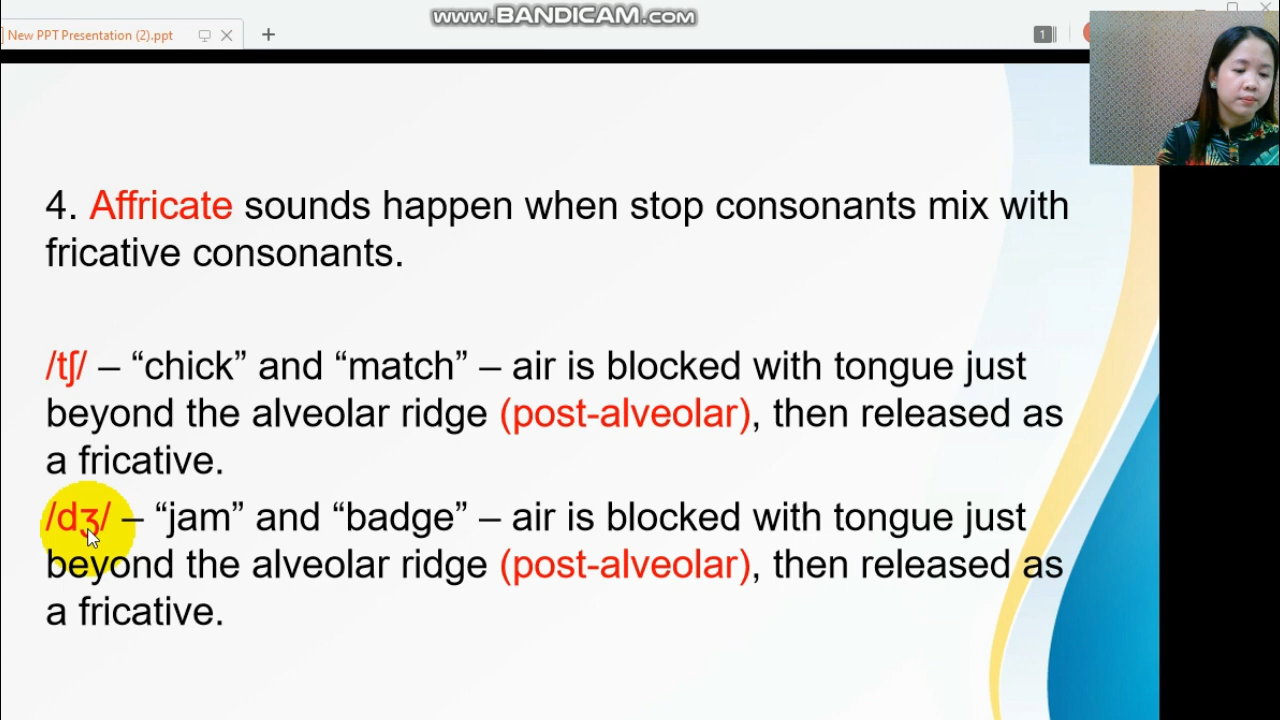 www.BANDICAM.com
New PPT Presentation (2).ppt
1
4. Affricate sounds happen when stop consonants mix with
fricative consonants.
/tʃ/ – “chick” and “match” – air is blocked with tongue just
beyond the alveolar ridge (post-alveolar), then released as
a fricative.
/dʒ/ – “jam” and “badge” – air is blocked with tongue just
beyond the alveolar ridge (post-alveolar), then released as
a fricative.